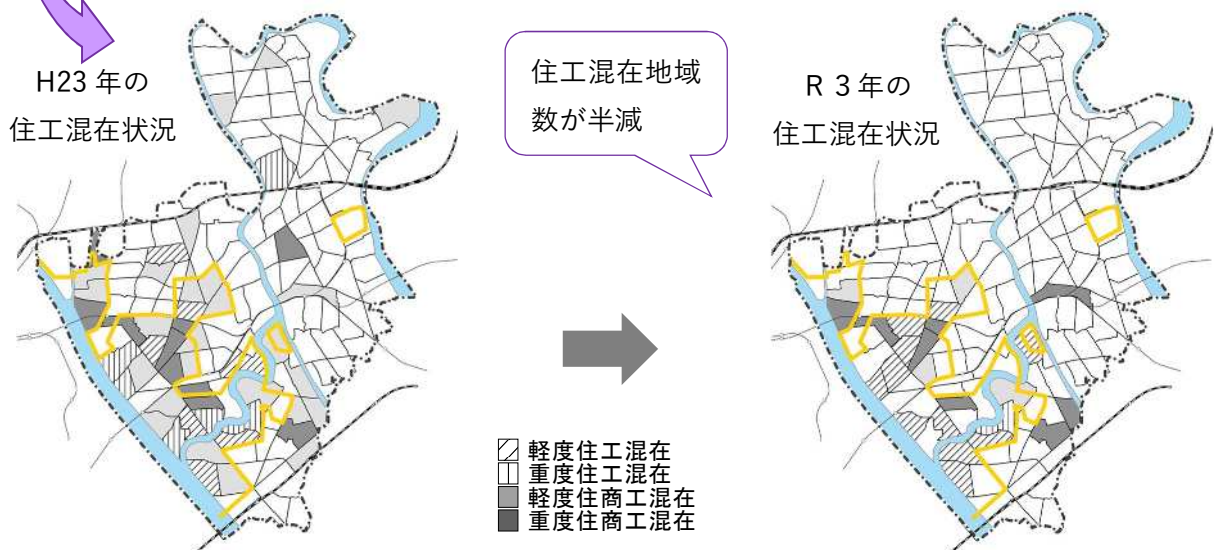 H23 年の
住工混在状況
住工混在地域
数が半減
R 3 年の
住工混在状況
軽度住工混在
重度住工混在
軽度住商工混在
重度住商工混在